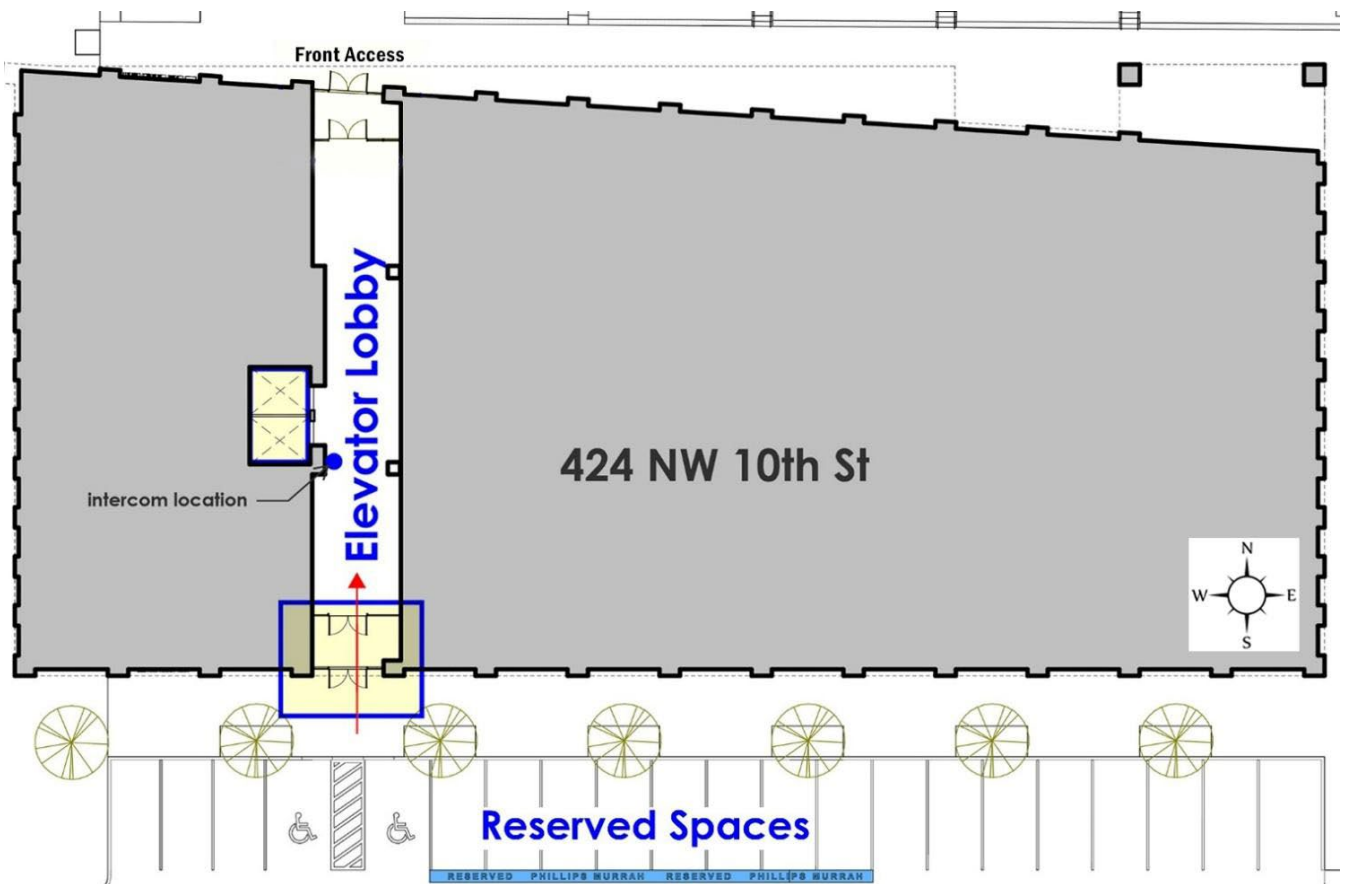 Front Access
Elevator Lobby
424 NW 10th St
intercom location
N
W E
S
Reserved Spaces
RESERVED PHILLIPS MURRAH RESERVED PHILLIPS MURRAH